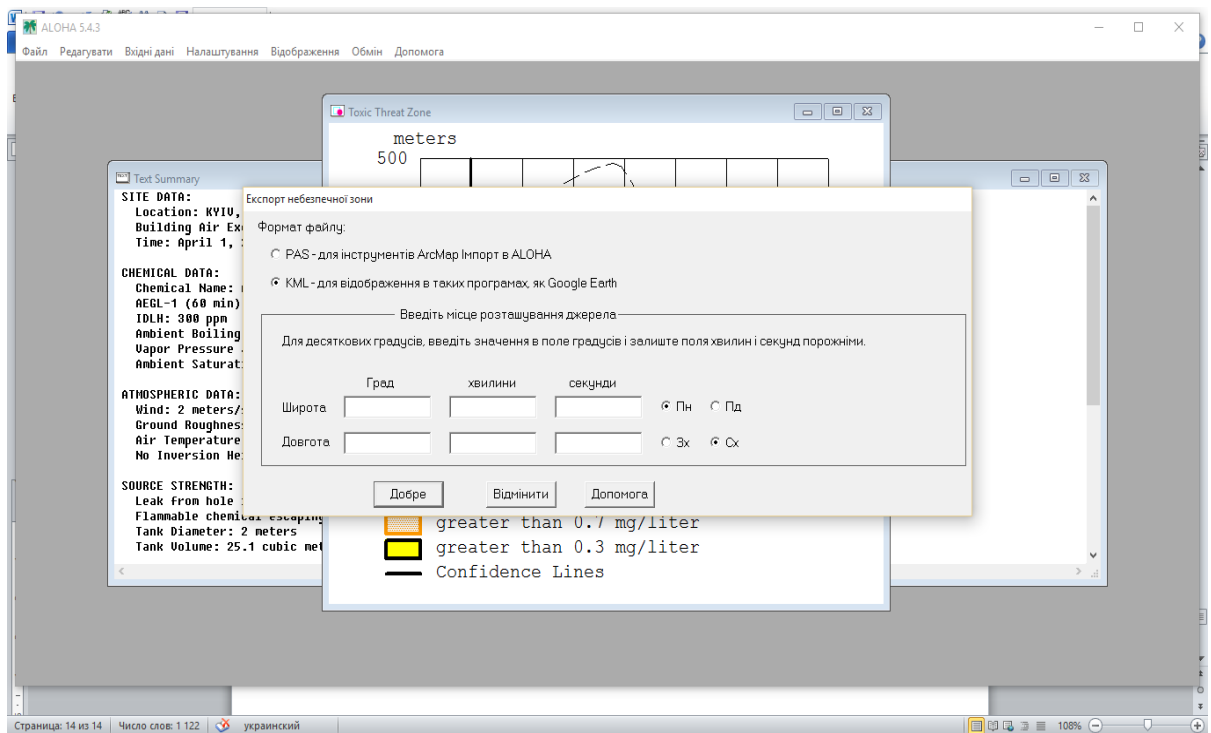 ALOHA 5.4.3
Файл Редагувати Вхідні дані Налаштування Відображення Обмін Допомога
Toxic Threat Zone
meters
500
Text Summary
SITE DATA:
Location: KYIV,
Building Air Ex
Time: April 1,
CHEMICAL DATA:
Chemical Name:
AEGL-1 (60 min)
IDLH: 300 ppm
Ambient Boiling
Vapor Pressure
Ambient Saturat
ATMOSPHERIC DATA:
Wind: 2 meters/
Ground Roughnes
Air Temperature
No Inversion He
SOURCE STRENGTH:
Leak from hole
Flammable chemical escaping
Tank Diameter: 2 meters
Tank Volume: 25.1 cubic met
Експорт небезпечної зони
Формат файлу:
PAS - для інструментів ArcMap Імпорт в ALOHA
KML - для відображення в таких програмах, як Google Earth
Введіть місце розташування джерела
Для десяткових градусів, введіть значення в поле градусів і залиште поля хвилин і секунд порожніми.
Град хвилини секунди
Широта Пн Пд
Довгота Зх Сх
Добре Відмінити Допомога
greater than 0.7 mg/liter
greater than 0.3 mg/liter
Confidence Lines
Страница: 14 из 14 Число слов: 1 122 украинский 108%